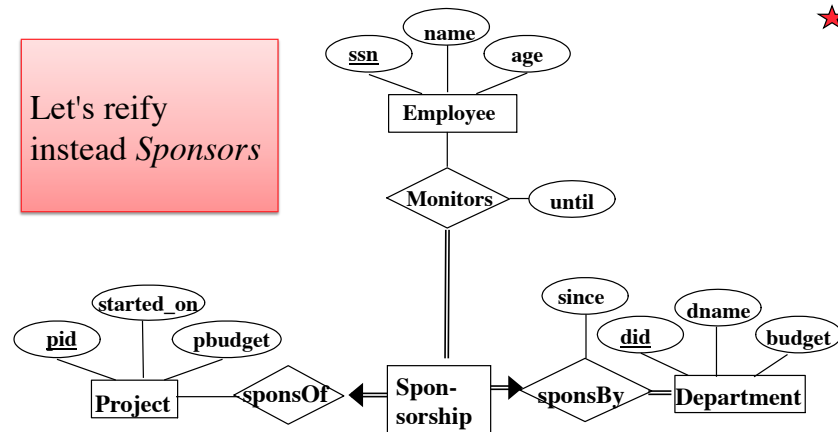 name
ssn
age
Let's reify
instead Sponsors
Employee
Monitors
until
started_on
since
dname
pid
pbudget
did
budget
Project
sponsOf
Spon-
sorship
sponsBy
Department